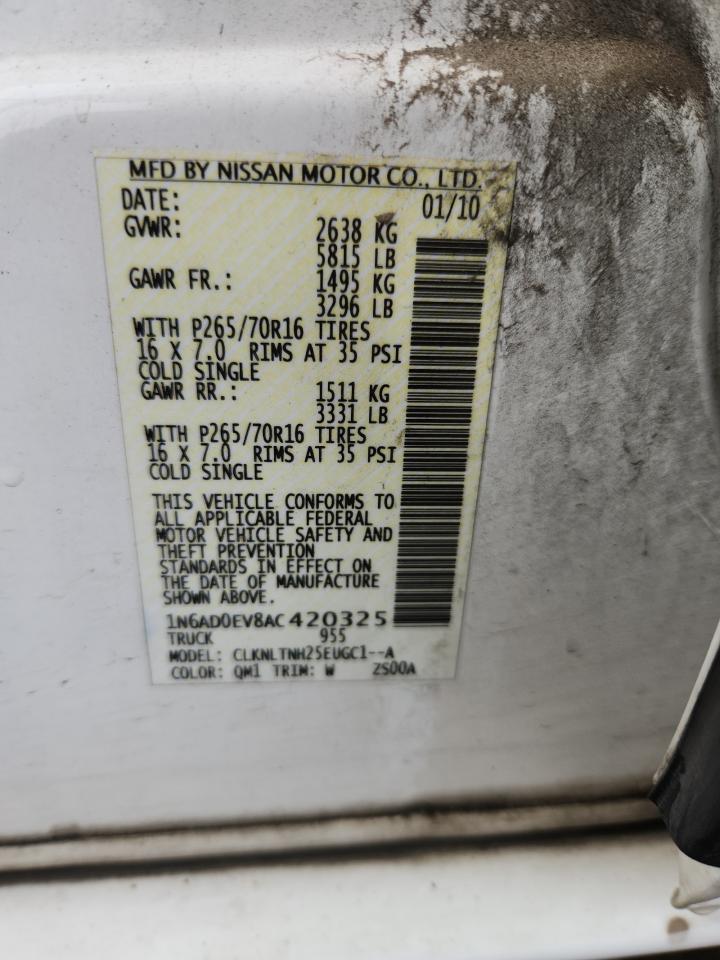 MFD BY NISSAN MOTOR CO., LTD.
DATE: 01/10
GVWR: 2638 KG
5815 LB
GAWR FR.: 1495 KG
3296 LB
WITH P265/70R16 TIRES
16 X 7.0 RIMS AT 35 PSI
COLD SINGLE
GAWR RR.: 1511 KG
3331 LB
WITH P265/70R16 TIRES
16 X 7.0 RIMS AT 35 PSI
COLD SINGLE
THIS VEHICLE CONFORMS TO
ALL APPLICABLE FEDERAL
MOTOR VEHICLE SAFETY AND
THEFT PREVENTION
STANDARDS IN EFFECT ON
THE DATE OF MANUFACTURE
SHOWN ABOVE.
1N6AD0EV8AC420325
TRUCK 955
MODEL: CLKNLTNH25EUGC1--A
COLOR: QM1 TRIM: W ZS00A